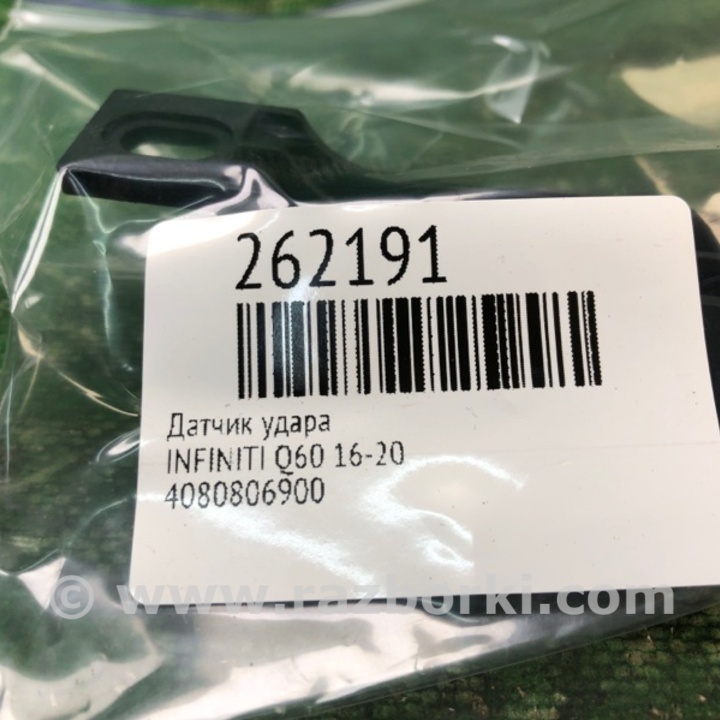 262191
Датчик удара
INFINITI Q60 16-20
4080806900
© www.razborki.com